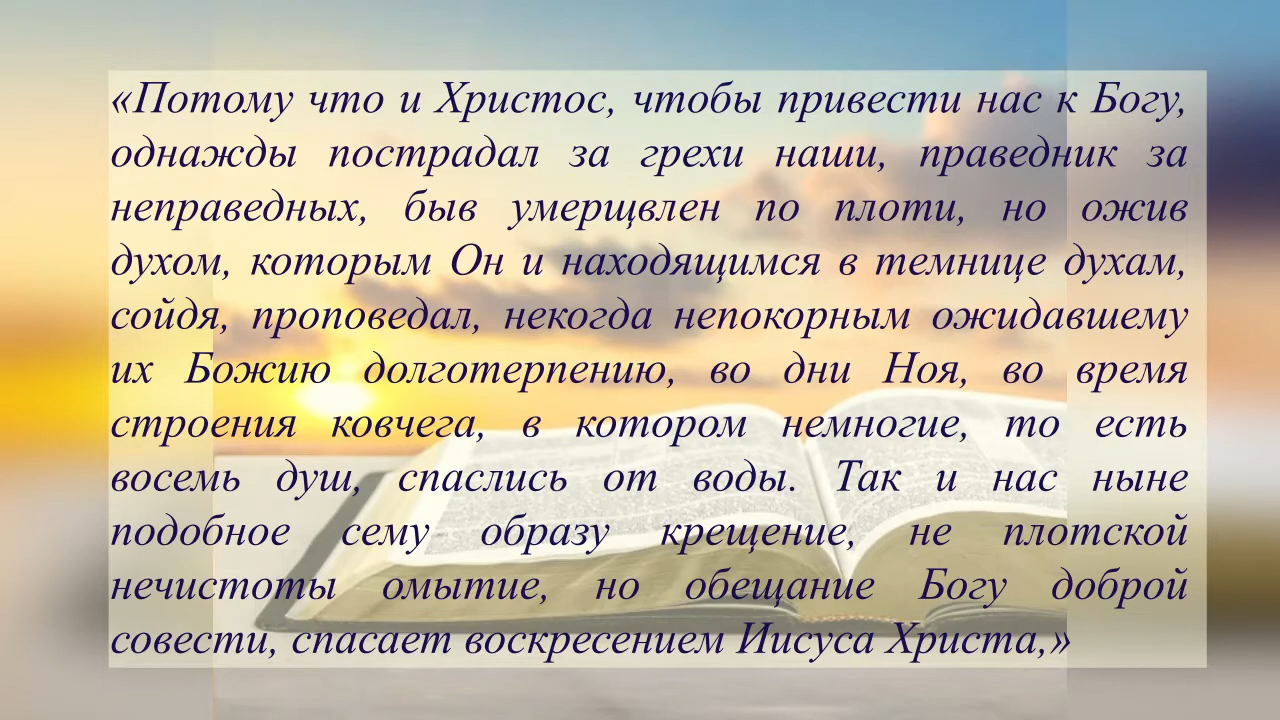 «Потому что и Христос, чтобы привести нас к Богу,
однажды пострадал за грехи наши, праведник за
неправедных, быв умерщвлен по плоти, но ожив
духом, которым Он и находящимся в темнице духам,
сойдя, проповедал, некогда непокорным ожидавшему
их Божию долготерпению, во дни Ноя, во время
строения ковчега, в котором немногие, то есть
восемь душ, спаслись от воды. Так и нас ныне
подобное сему образу крещение, не плотской
нечистоты омытие, но обещание Богу доброй
совести, спасает воскресением Иисуса Христа,»